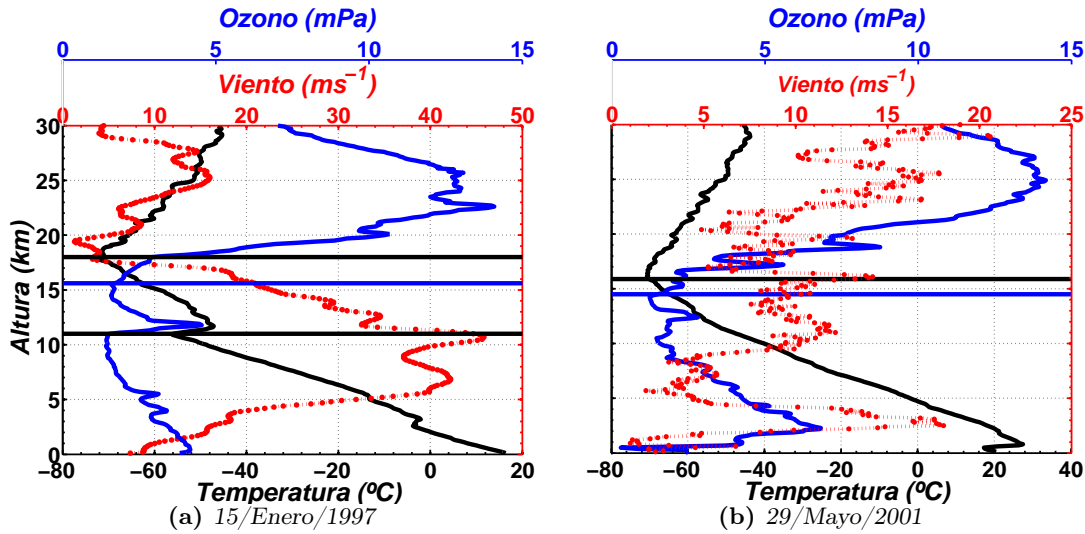 Ozono (mPa)
0 5 10 15
Viento (ms⁻¹)
0 10 20 30 40 50
30
25
20
15
10
5
0
Altura (km)
−80 −60 −40 −20 0 20
Temperatura (ºC)
(a) 15/Enero/1997
Ozono (mPa)
0 5 10 15
Viento (ms⁻¹)
0 5 10 15 20 25
−80 −60 −40 −20 0 20 40
Temperatura (ºC)
(b) 29/Mayo/2001